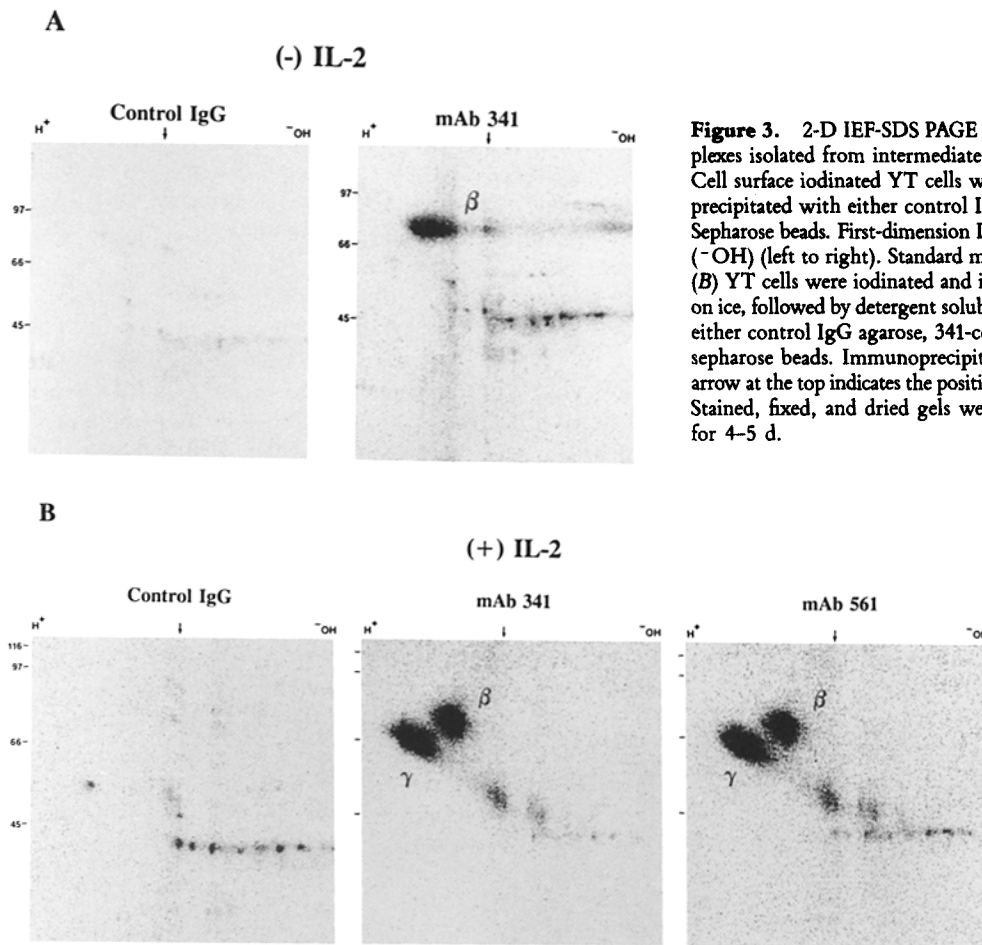 A
(-) IL-2
Control IgG
mAb 341
H+
↓
-OH
H+
↓
-OH
97-
66-
45-
97-
66-
45-
β
Figure 3. 2-D IEF-SDS PAGE
plexes isolated from intermediate
Cell surface iodinated YT cells w
precipitated with either control I
Sepharose beads. First-dimension I
(-OH) (left to right). Standard m
(B) YT cells were iodinated and i
on ice, followed by detergent solub
either control IgG agarose, 341-c
sepharose beads. Immunoprecipit
arrow at the top indicates the positi
Stained, fixed, and dried gels we
for 4–5 d.
B
(+) IL-2
Control IgG
mAb 341
mAb 561
H+
↓
-OH
H+
↓
-OH
H+
↓
-OH
116-
97-
66-
45-
β
γ
β
γ